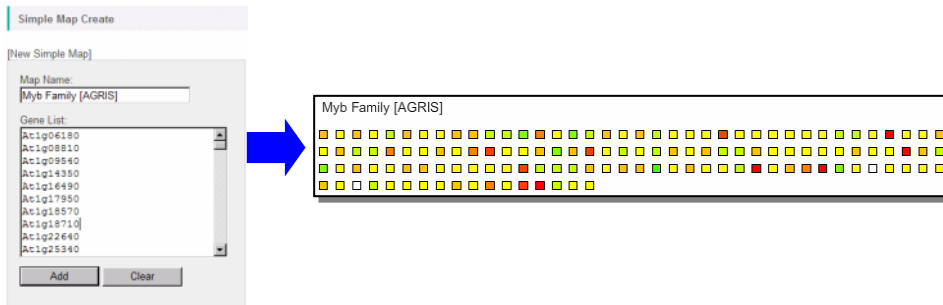 Simple Map Create
[New Simple Map]
Map Name:
Myb Family [AGRIS]
Gene List:
At1g06180
At1g08810
At1g09540
At1g14350
At1g16490
At1g17950
At1g18570
At1g18710
At1g22640
At1g25340
Add Clear
Myb Family [AGRIS]